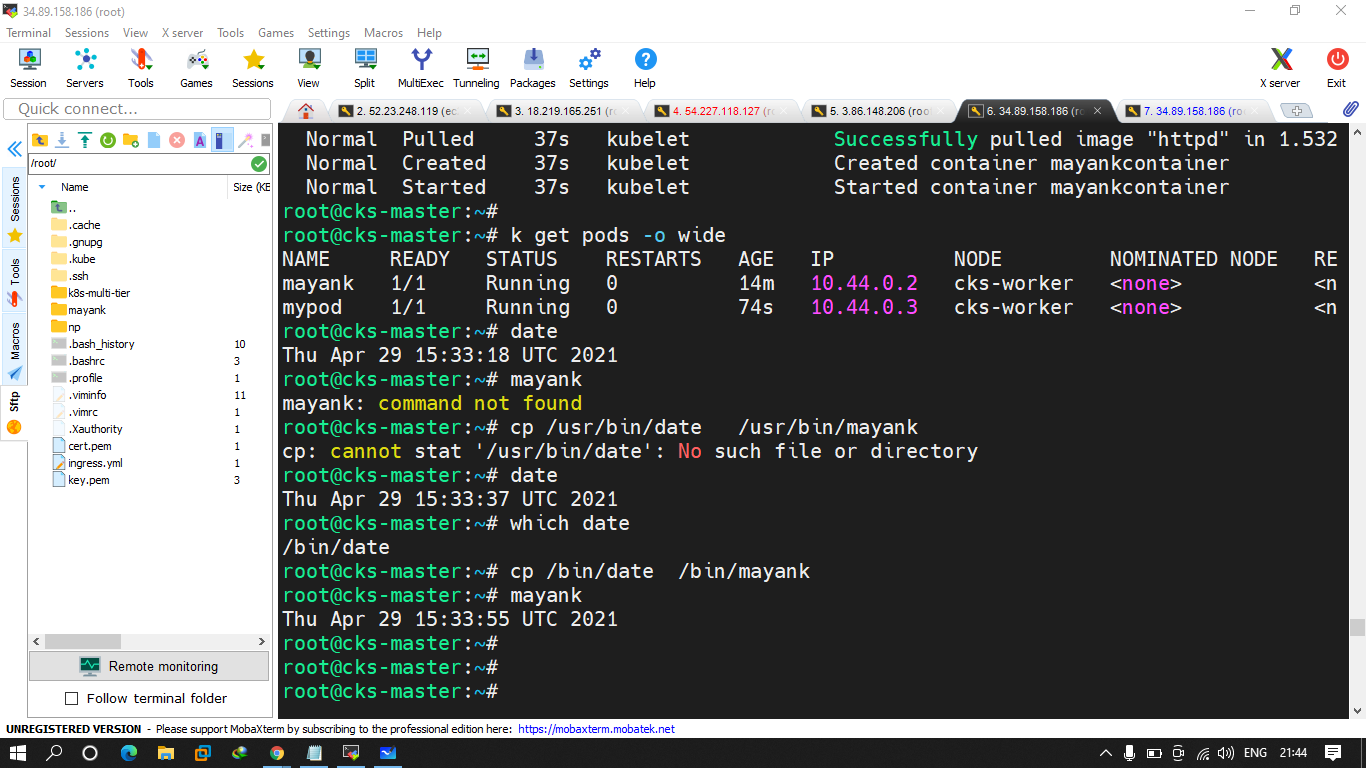 34.89.158.186 (root)
Terminal Sessions View X server Tools Games Settings Macros Help
Session Servers Tools Games Sessions View Split MultiExec Tunneling Packages Settings Help X server Exit
Quick connect...
2. 52.23.248.119 (ec
3. 18.219.165.251 (r
4. 54.227.118.127 (r
5. 3.86.148.206 (root
6. 34.89.158.186 (ro
7. 34.89.158.186 (ro
/root/
Name Size (KB
..
.cache
.gnupg
.kube
.ssh
k8s-multi-tier
mayank
np
.bash_history 10
.bashrc 3
.profile 1
.viminfo 11
.vimrc 1
.Xauthority 1
cert.pem 1
ingress.yml 1
key.pem 3
Sessions
Tools
Macros
Sftp
Remote monitoring
Follow terminal folder
Normal Pulled 37s kubelet Successfully pulled image "httpd" in 1.532
Normal Created 37s kubelet Created container mayankcontainer
Normal Started 37s kubelet Started container mayankcontainer
root@cks-master:~#
root@cks-master:~# k get pods -o wide
NAME READY STATUS RESTARTS AGE IP NODE NOMINATED NODE RE
mayank 1/1 Running 0 14m 10.44.0.2 cks-worker <none> <n
mypod 1/1 Running 0 74s 10.44.0.3 cks-worker <none> <n
root@cks-master:~# date
Thu Apr 29 15:33:18 UTC 2021
root@cks-master:~# mayank
mayank: command not found
root@cks-master:~# cp /usr/bin/date /usr/bin/mayank
cp: cannot stat '/usr/bin/date': No such file or directory
root@cks-master:~# date
Thu Apr 29 15:33:37 UTC 2021
root@cks-master:~# which date
/bin/date
root@cks-master:~# cp /bin/date /bin/mayank
root@cks-master:~# mayank
Thu Apr 29 15:33:55 UTC 2021
root@cks-master:~#
root@cks-master:~#
root@cks-master:~#
UNREGISTERED VERSION - Please support MobaXterm by subscribing to the professional edition here: https://mobaxterm.mobatek.net
ENG 21:44